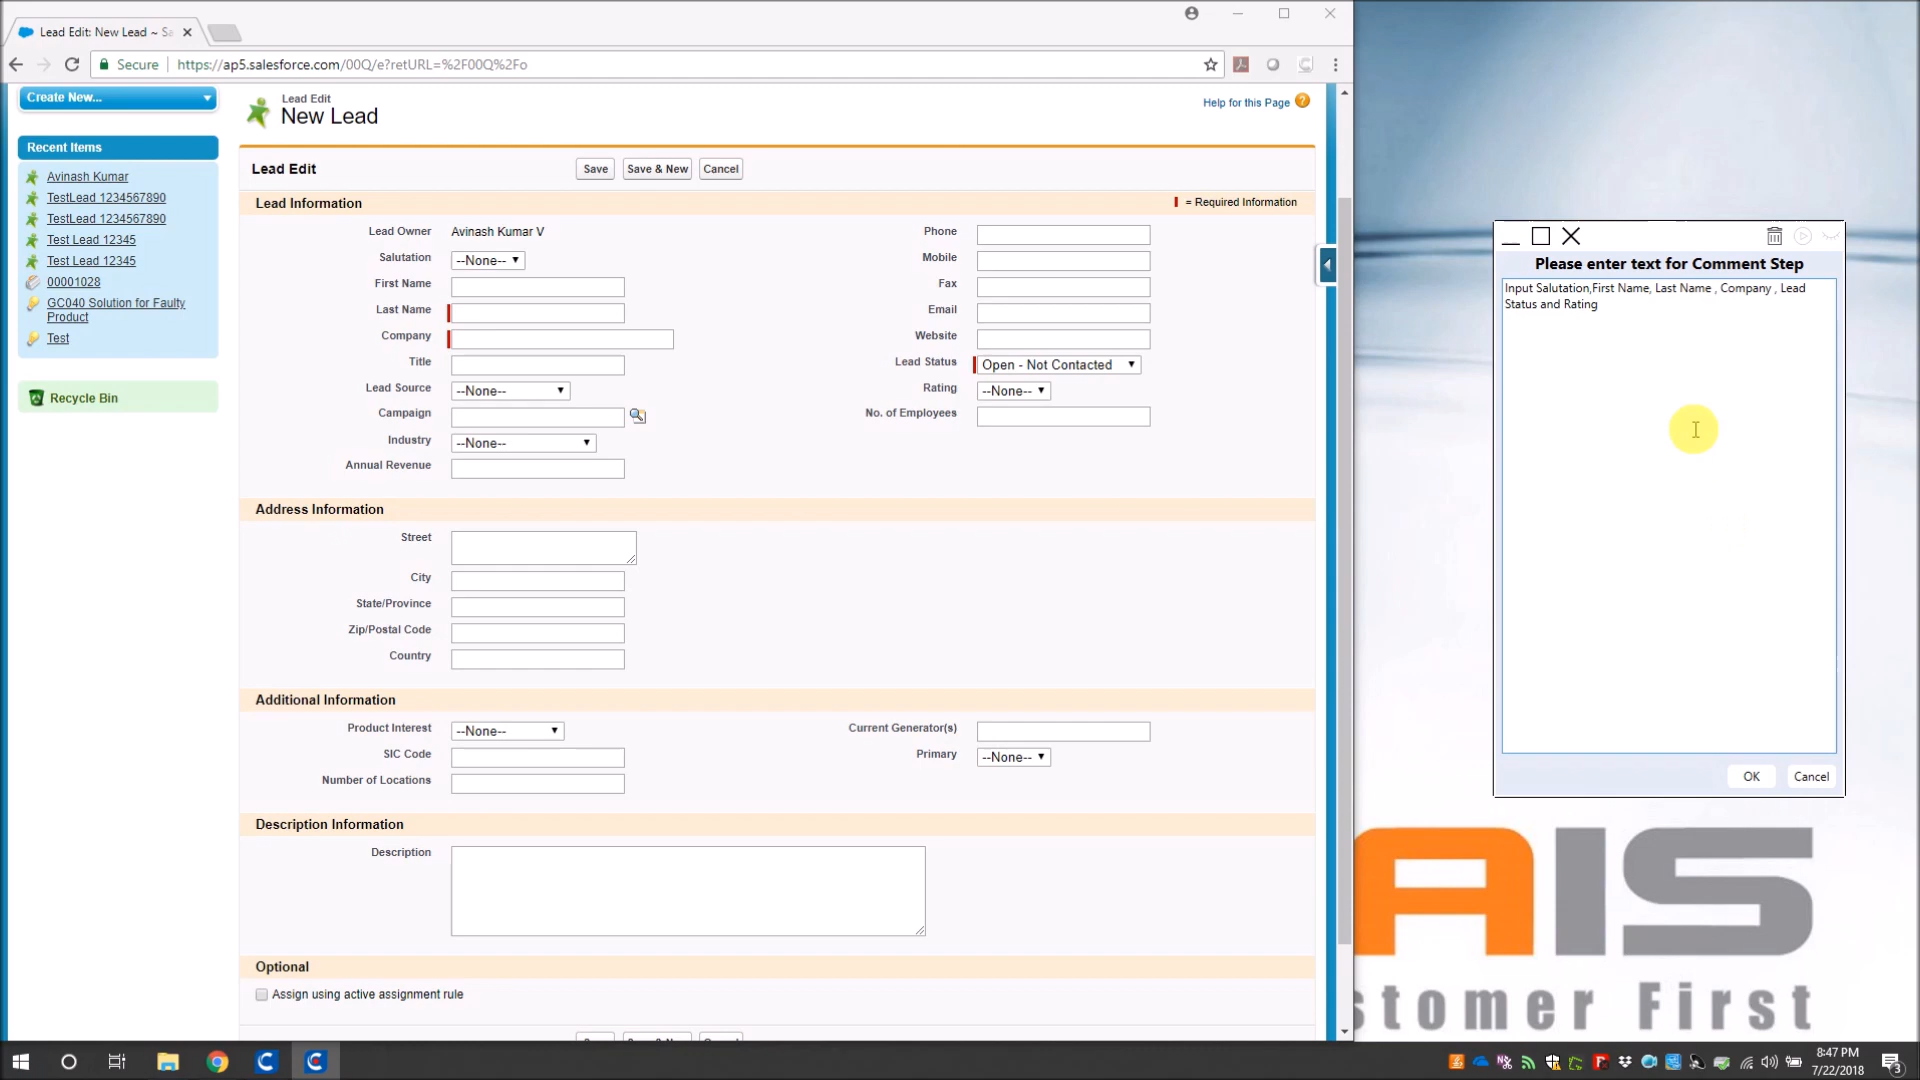 Lead Edit: New Lead ~ Sa
Secure
https://ap5.salesforce.com/00Q/e?retURL=%2F00Q%2Fo
Create New...
Recent Items
Avinash Kumar
TestLead 1234567890
TestLead 1234567890
Test Lead 12345
Test Lead 12345
00001028
GC040 Solution for Faulty
Product
Test
Recycle Bin
Lead Edit
New Lead
Help for this Page ?
Lead Edit
Save
Save & New
Cancel
Lead Information
= Required Information
Lead Owner
Avinash Kumar V
Salutation
--None--
First Name
Last Name
Company
Title
Lead Source
--None--
Campaign
Industry
--None--
Annual Revenue
Phone
Mobile
Fax
Email
Website
Lead Status
Open - Not Contacted
Rating
--None--
No. of Employees
Address Information
Street
City
State/Province
Zip/Postal Code
Country
Additional Information
Product Interest
--None--
SIC Code
Number of Locations
Current Generator(s)
Primary
--None--
Description Information
Description
Optional
Assign using active assignment rule
Please enter text for Comment Step
Input Salutation,First Name, Last Name , Company , Lead
Status and Rating
OK
Cancel
AIS
stomer First
8:47 PM
7/22/2018
3